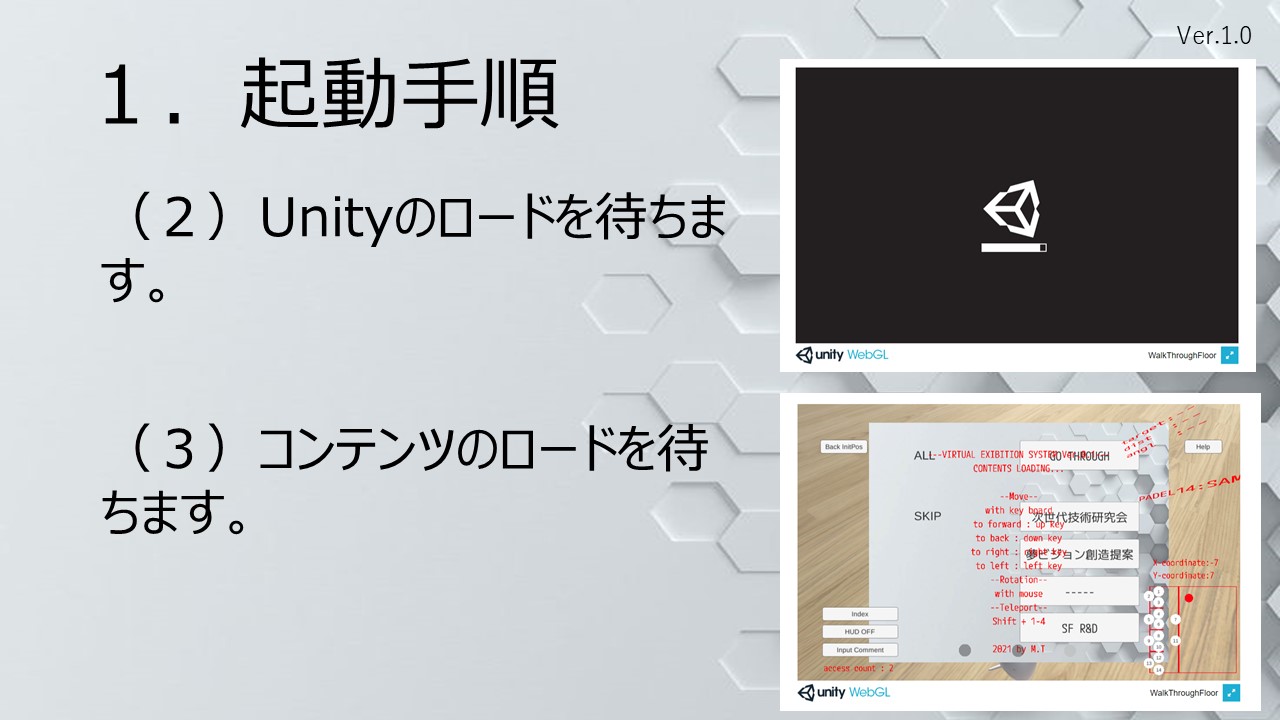 Ver.1.0
１．起動手順
（２）Unityのロードを待ちま
す。
（３）コンテンツのロードを待
ちます。
unity WebGL
WalkThroughFloor
Back InitPos
Help
ALL
--VIRTUAL EXIBITION SYSTEM
GO THROUGH
CONTENTS LOADING...
PADEL14:SAM
--Move--
with key board
SKIP
次世代技術研究会
to forward : up key
to back : down key
to right :
夢ビジョン創造提案
to left : left key
X-coordinate:-7
Y-coordinate:7
--Rotation--
with mouse
-----
--Teleport--
Shift + 1-4
SF R&D
Index
HUD OFF
Input Comment
2021 by M.T
access count : 2
unity WebGL
WalkThroughFloor